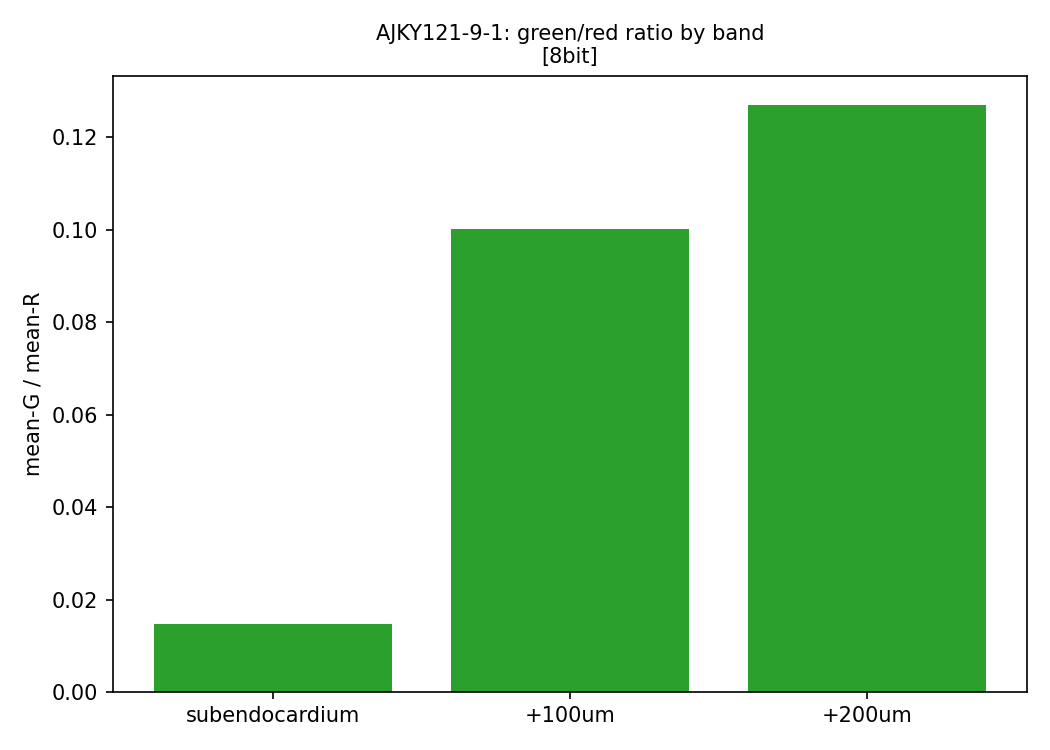 AJKY121-9-1: green/red ratio by band
[8bit]
mean-G / mean-R
0.12
0.10
0.08
0.06
0.04
0.02
0.00
subendocardium
+100um
+200um